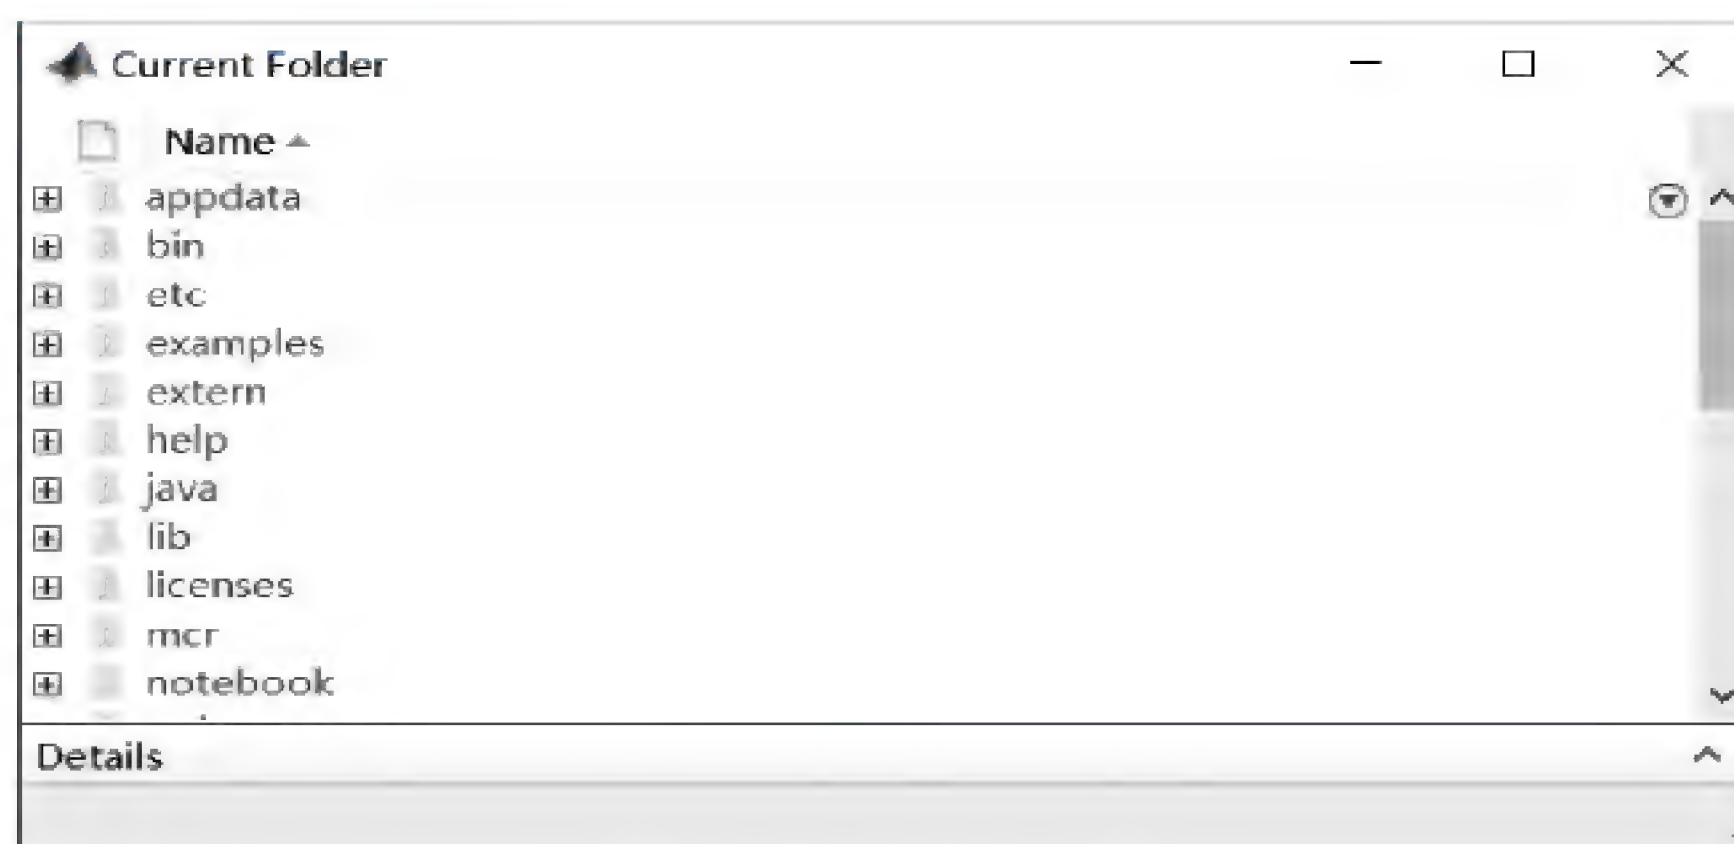 Current Folder
Name
appdata
bin
etc
examples
extern
help
java
lib
licenses
mcr
notebook
Details